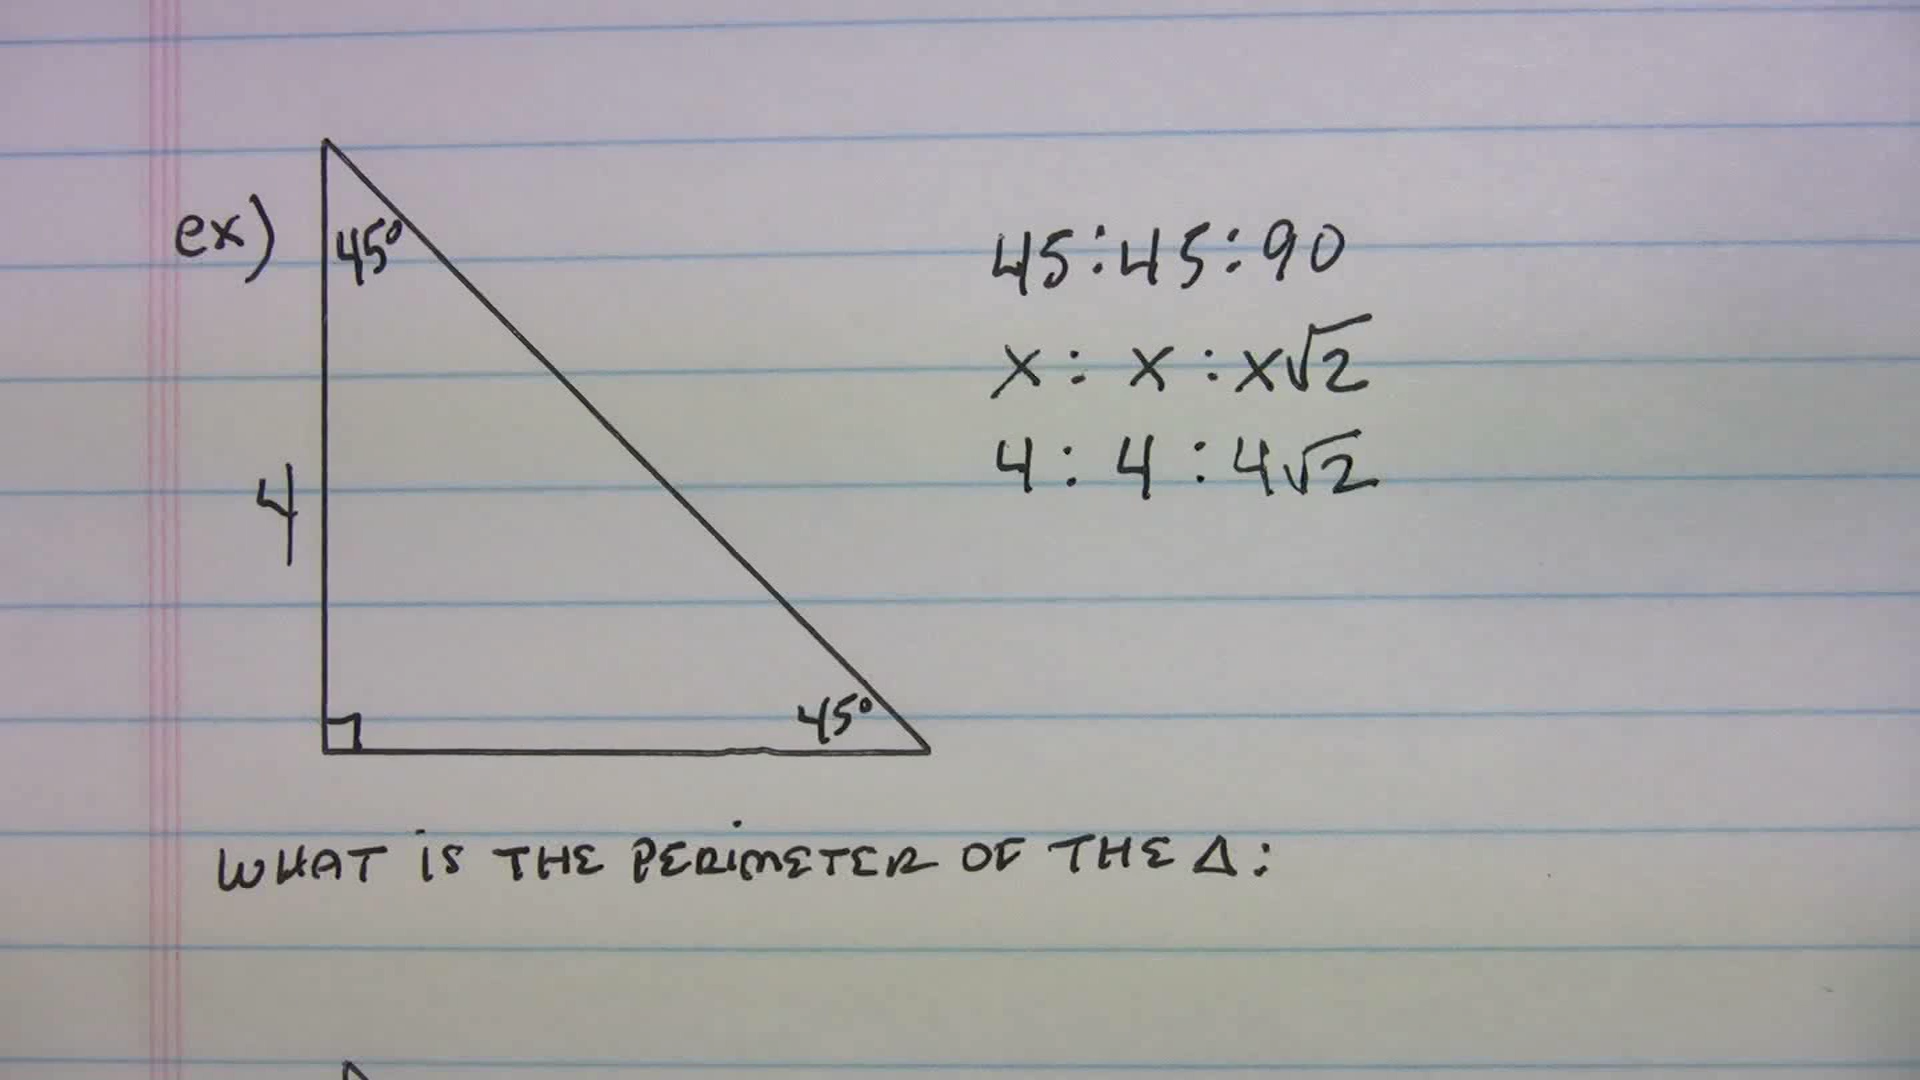 ex)
45°
45:45:90
x : x : x√2
4 : 4 : 4√2
4
45°
WHAT iS THE PERiMETER OF THE Δ: